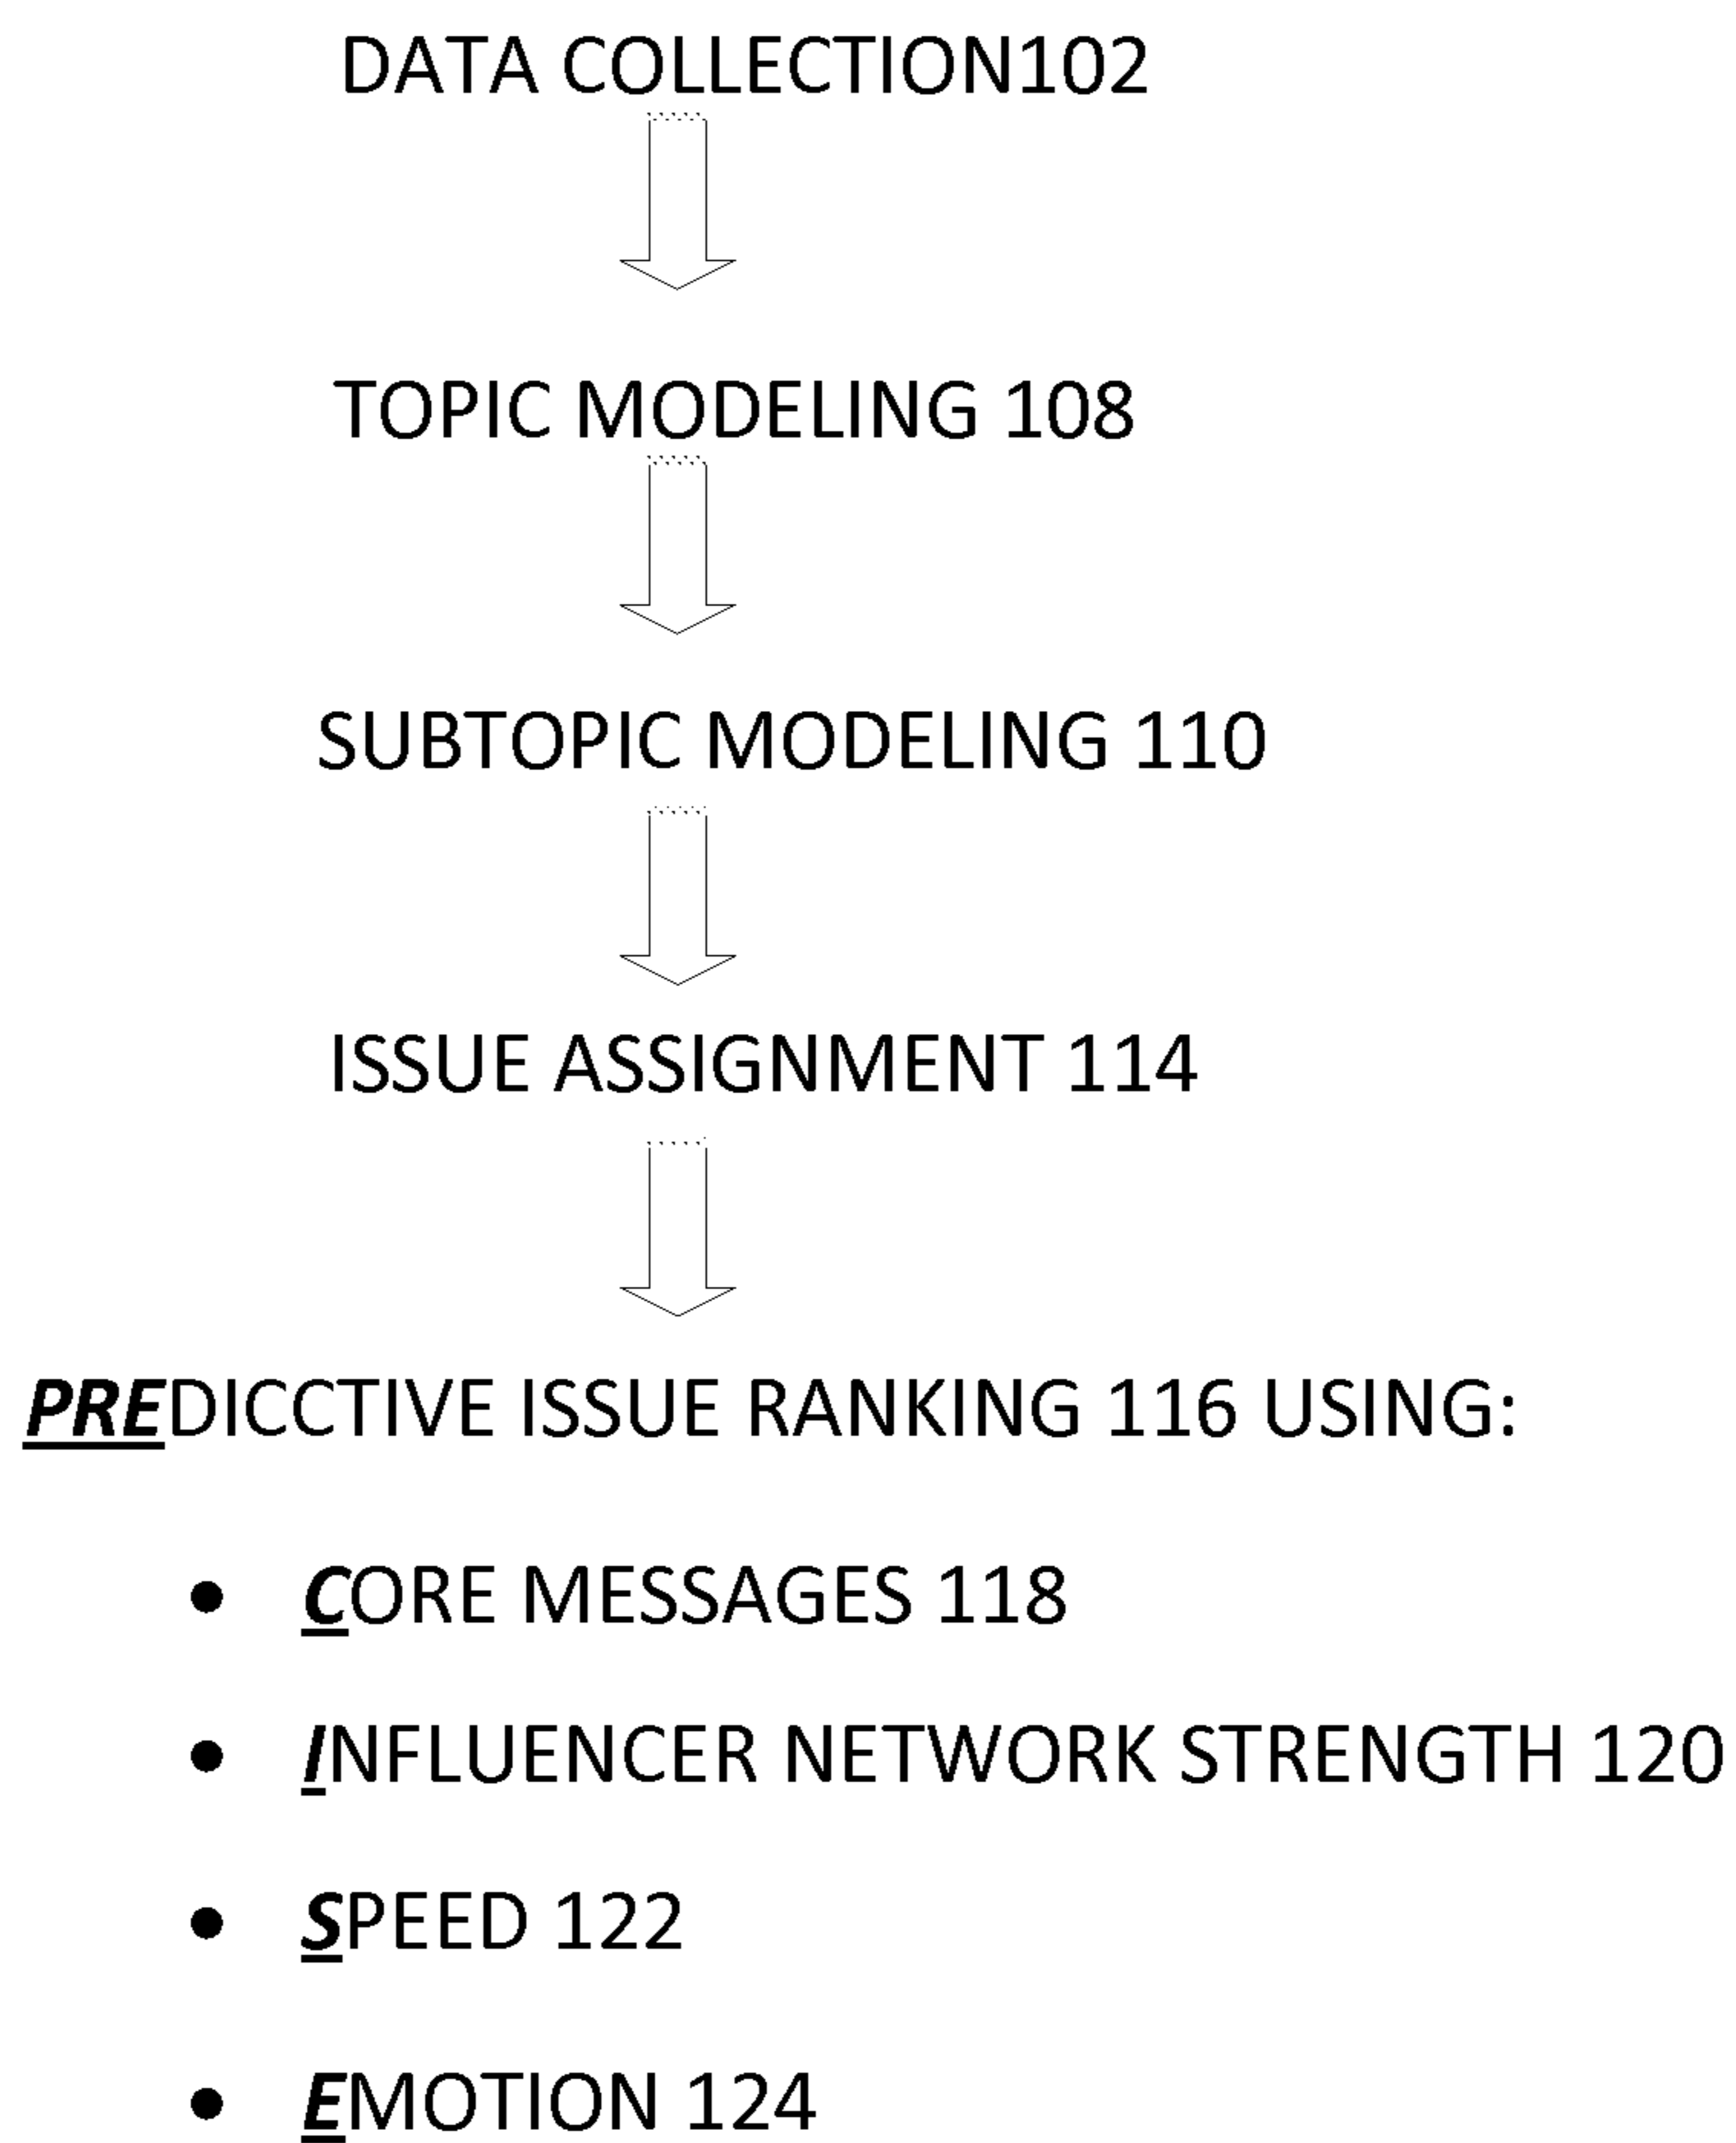 DATA COLLECTION102
TOPIC MODELING 108
SUBTOPIC MODELING 110
ISSUE ASSIGNMENT 114
PREDICCTIVE ISSUE RANKING 116 USING:
• CORE MESSAGES 118
• INFLUENCER NETWORK STRENGTH 120
• SPEED 122
• EMOTION 124